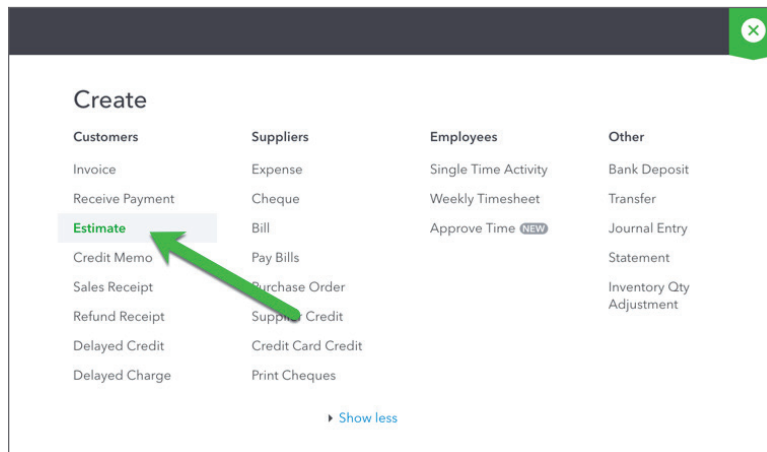 Create
Customers
Invoice
Receive Payment
Estimate
Credit Memo
Sales Receipt
Refund Receipt
Delayed Credit
Delayed Charge
Suppliers
Expense
Cheque
Bill
Pay Bills
Purchase Order
Supplier Credit
Credit Card Credit
Print Cheques
Employees
Single Time Activity
Weekly Timesheet
Approve Time NEW
Other
Bank Deposit
Transfer
Journal Entry
Statement
Inventory Qty
Adjustment
Show less